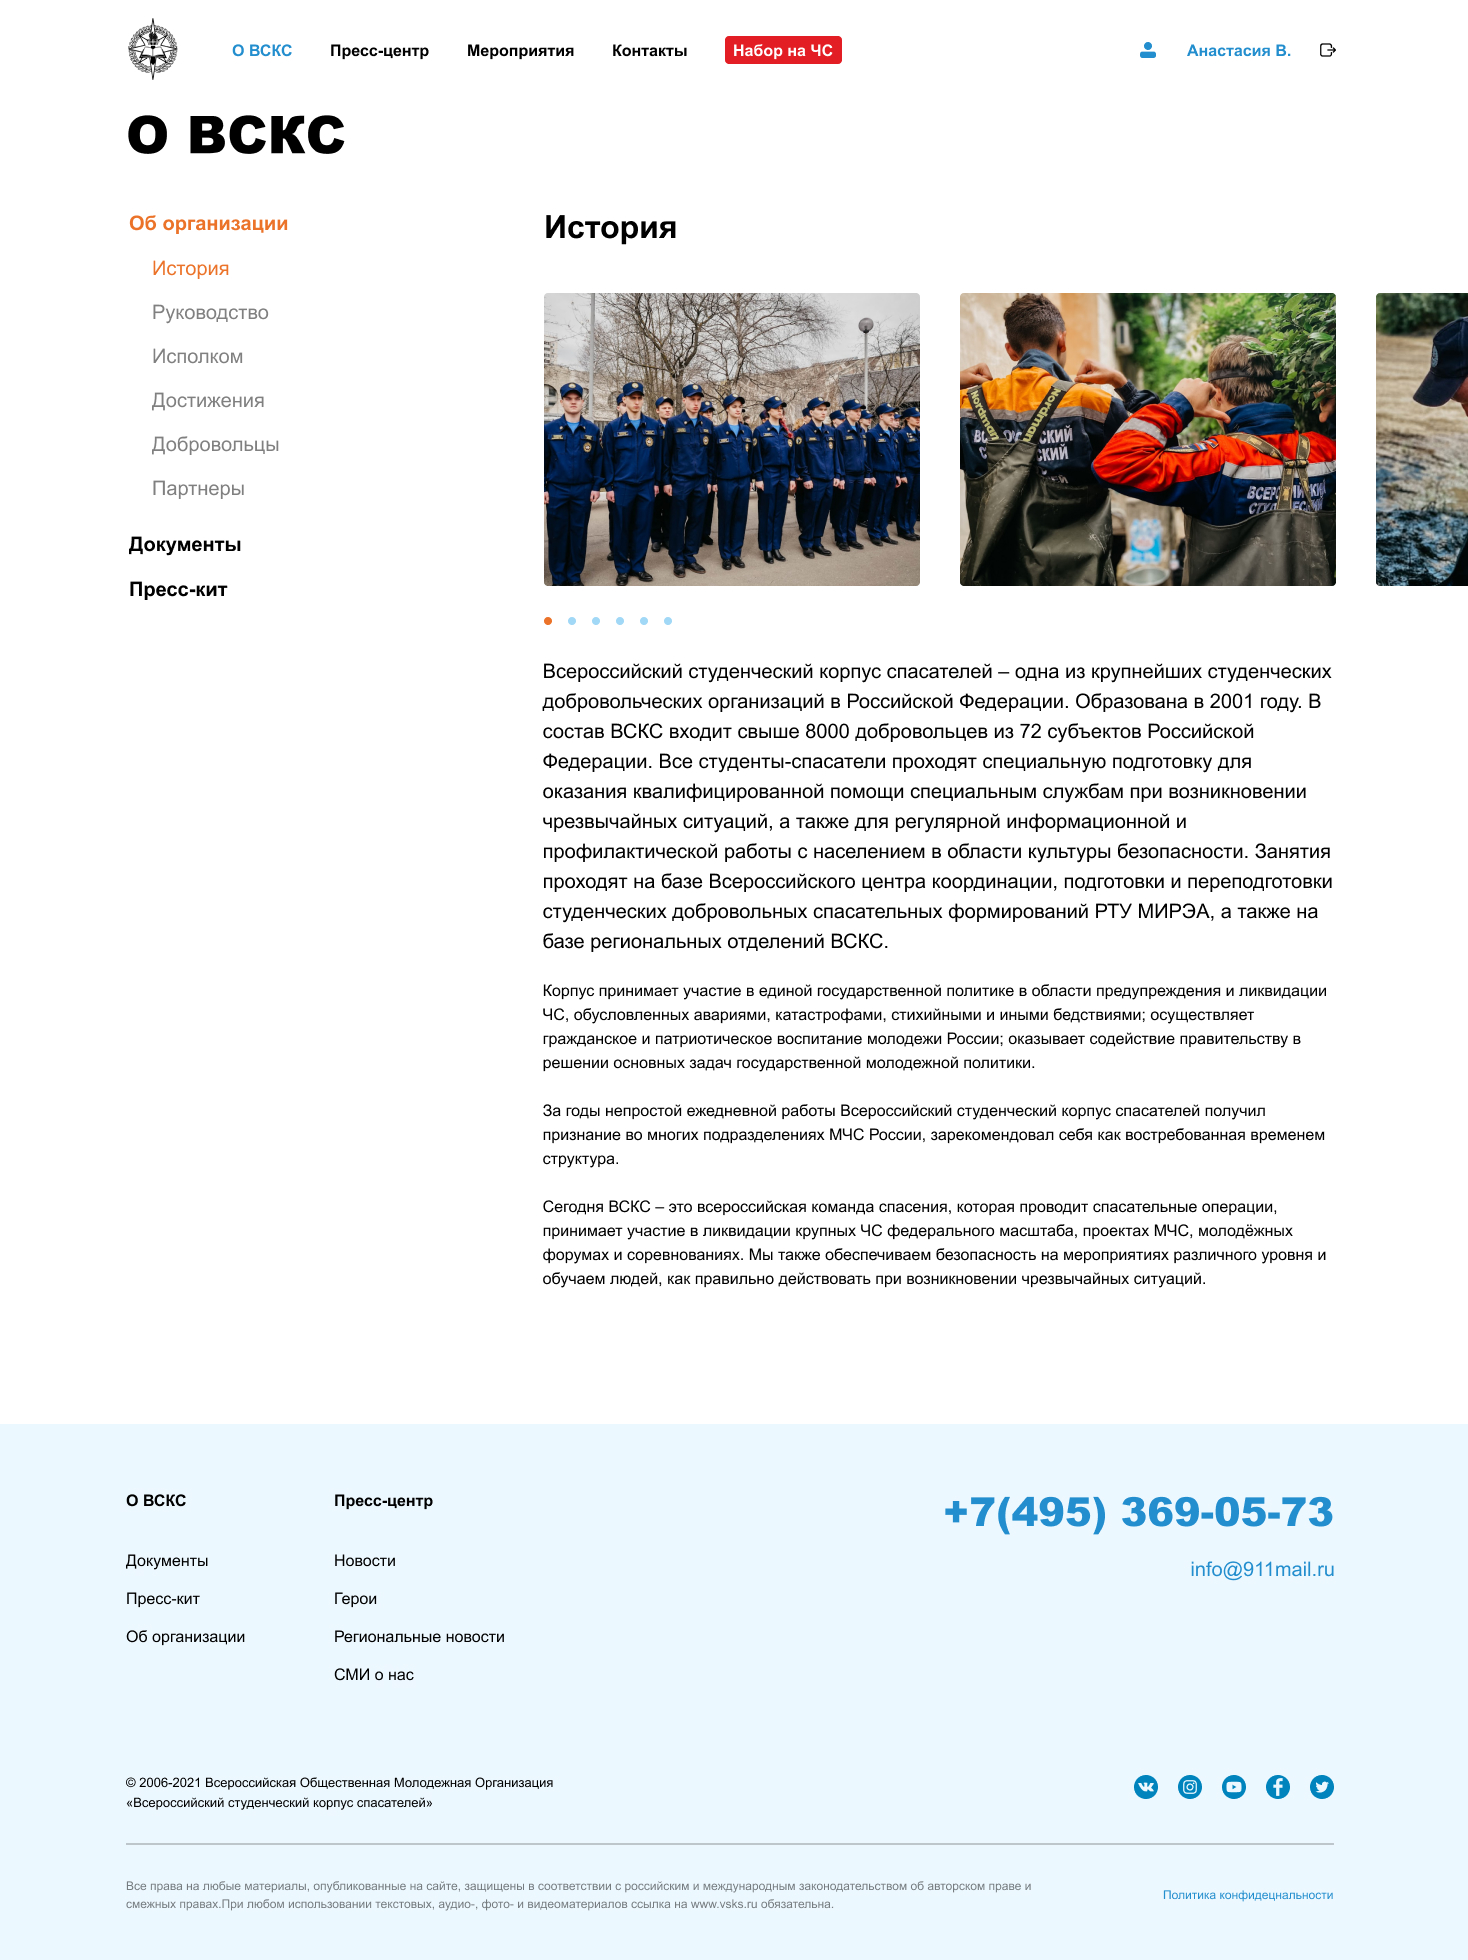 О ВСКС
Пресс-центр
Мероприятия
Контакты
Набор на ЧС
Анастасия В.
О ВСКС
Об организации
История
Руководство
Исполком
Достижения
Добровольцы
Партнеры
Документы
Пресс-кит
История
Nordman
Nordman
Всероссийский студенческий корпус спасателей – одна из крупнейших студенческих
добровольческих организаций в Российской Федерации. Образована в 2001 году. В
состав ВСКС входит свыше 8000 добровольцев из 72 субъектов Российской
Федерации. Все студенты-спасатели проходят специальную подготовку для
оказания квалифицированной помощи специальным службам при возникновении
чрезвычайных ситуаций, а также для регулярной информационной и
профилактической работы с населением в области культуры безопасности. Занятия
проходят на базе Всероссийского центра координации, подготовки и переподготовки
студенческих добровольных спасательных формирований РТУ МИРЭА, а также на
базе региональных отделений ВСКС.
Корпус принимает участие в единой государственной политике в области предупреждения и ликвидации
ЧС, обусловленных авариями, катастрофами, стихийными и иными бедствиями; осуществляет
гражданское и патриотическое воспитание молодежи России; оказывает содействие правительству в
решении основных задач государственной молодежной политики.
За годы непростой ежедневной работы Всероссийский студенческий корпус спасателей получил
признание во многих подразделениях МЧС России, зарекомендовал себя как востребованная временем
структура.
Сегодня ВСКС – это всероссийская команда спасения, которая проводит спасательные операции,
принимает участие в ликвидации крупных ЧС федерального масштаба, проектах МЧС, молодёжных
форумах и соревнованиях. Мы также обеспечиваем безопасность на мероприятиях различного уровня и
обучаем людей, как правильно действовать при возникновении чрезвычайных ситуаций.
О ВСКС
Документы
Пресс-кит
Об организации
Пресс-центр
Новости
Герои
Региональные новости
СМИ о нас
+7(495) 369-05-73
info@911mail.ru
© 2006-2021 Всероссийская Общественная Молодежная Организация
«Всероссийский студенческий корпус спасателей»
Все права на любые материалы, опубликованные на сайте, защищены в соответствии с российским и международным законодательством об авторском праве и
смежных правах.При любом использовании текстовых, аудио-, фото- и видеоматериалов ссылка на www.vsks.ru обязательна.
Политика конфидецнальности